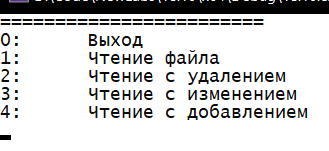 =========================
0: Выход
1: Чтение файла
2: Чтение с удалением
3: Чтение с изменением
4: Чтение с добавлением